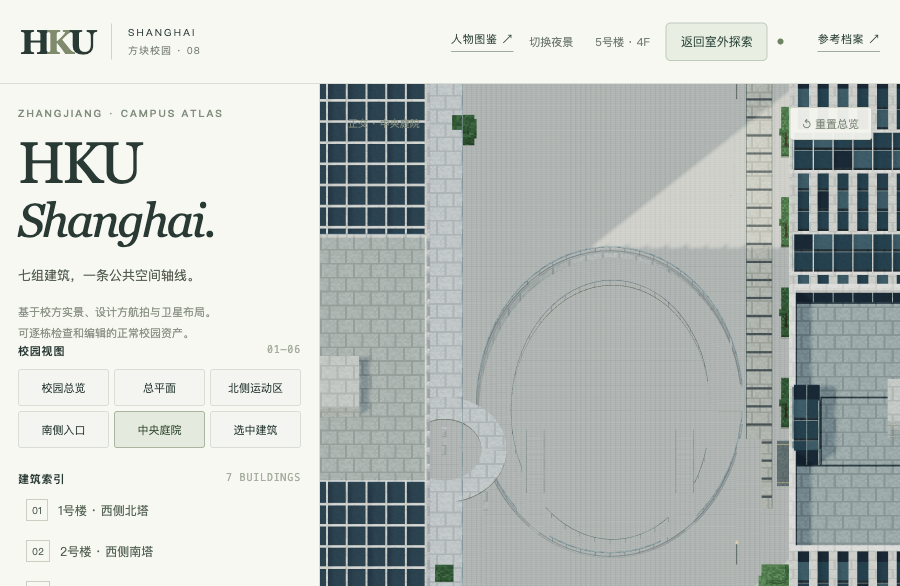 HKU
SHANGHAI
方块校园 · 08
人物图鉴 ↗
切换夜景
5号楼 · 4F
返回室外探索
参考档案 ↗
ZHANGJIANG · CAMPUS ATLAS
HKU
Shanghai.
七组建筑，一条公共空间轴线。
基于校方实景、设计方航拍与卫星布局。
可逐栋检查和编辑的正常校园资产。
校园视图
01—06
校园总览
总平面
北侧运动区
南侧入口
中央庭院
选中建筑
建筑索引
7 BUILDINGS
01 1号楼 · 西侧北塔
02 2号楼 · 西侧南塔
正交 · 中央庭院
重置总览